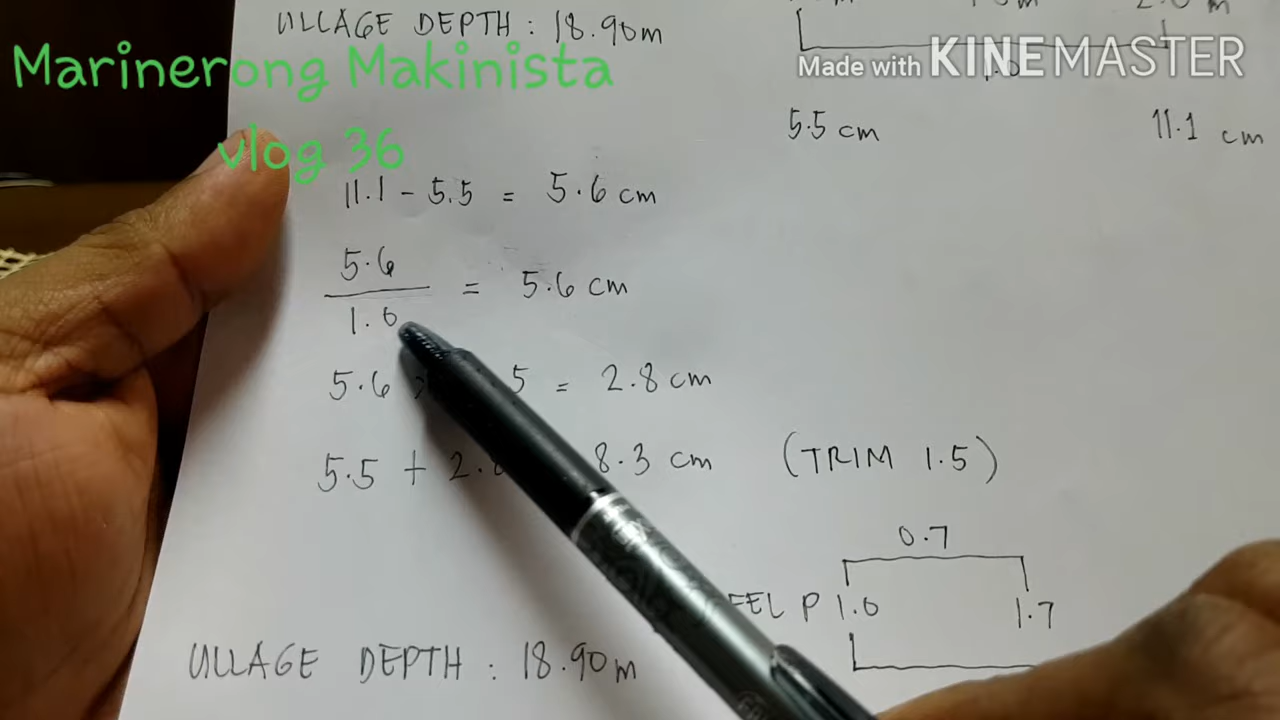 ULLAGE DEPTH : 18.90m
Marinerong Makinista
vlog 36
Made with KINEMASTER
5.5 cm 11.1 cm
11.1 - 5.5 = 5.6 cm
5.6
1.0
= 5.6 cm
5.6 5 = 2.8 cm
5.5 + 2. 8.3 cm (TRIM 1.5)
0.7
1.0 1.7
ULLAGE DEPTH : 18.90m